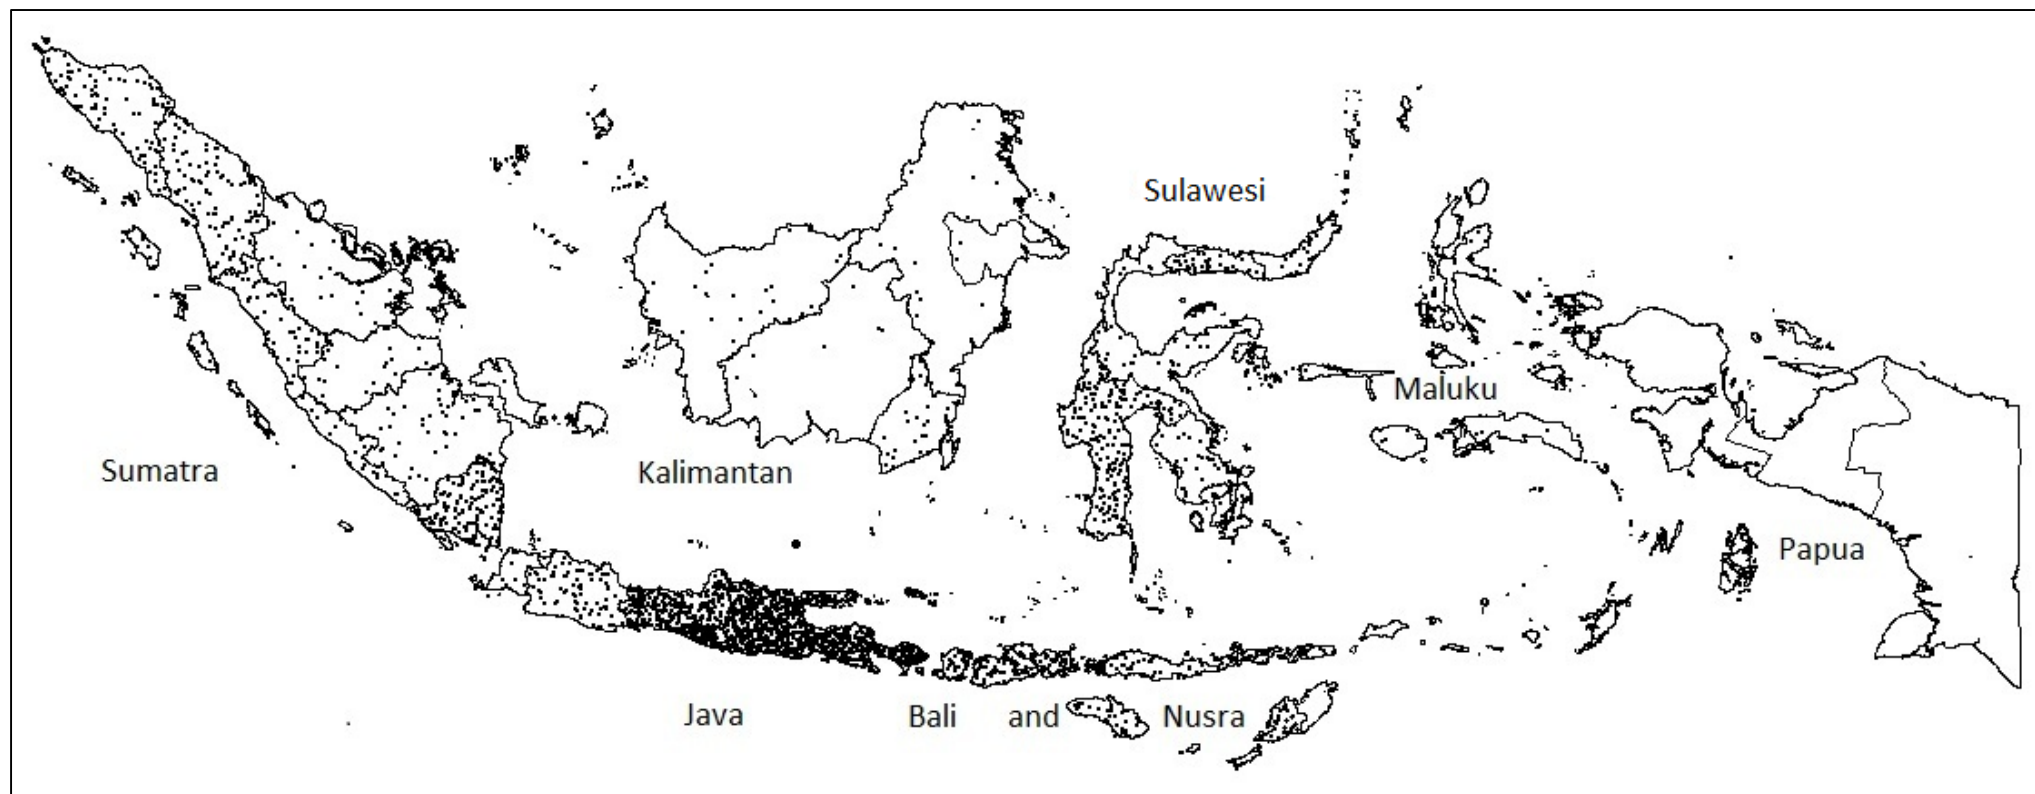 Sulawesi
Maluku
Sumatra
Kalimantan
Papua
Java
Bali and Nusra